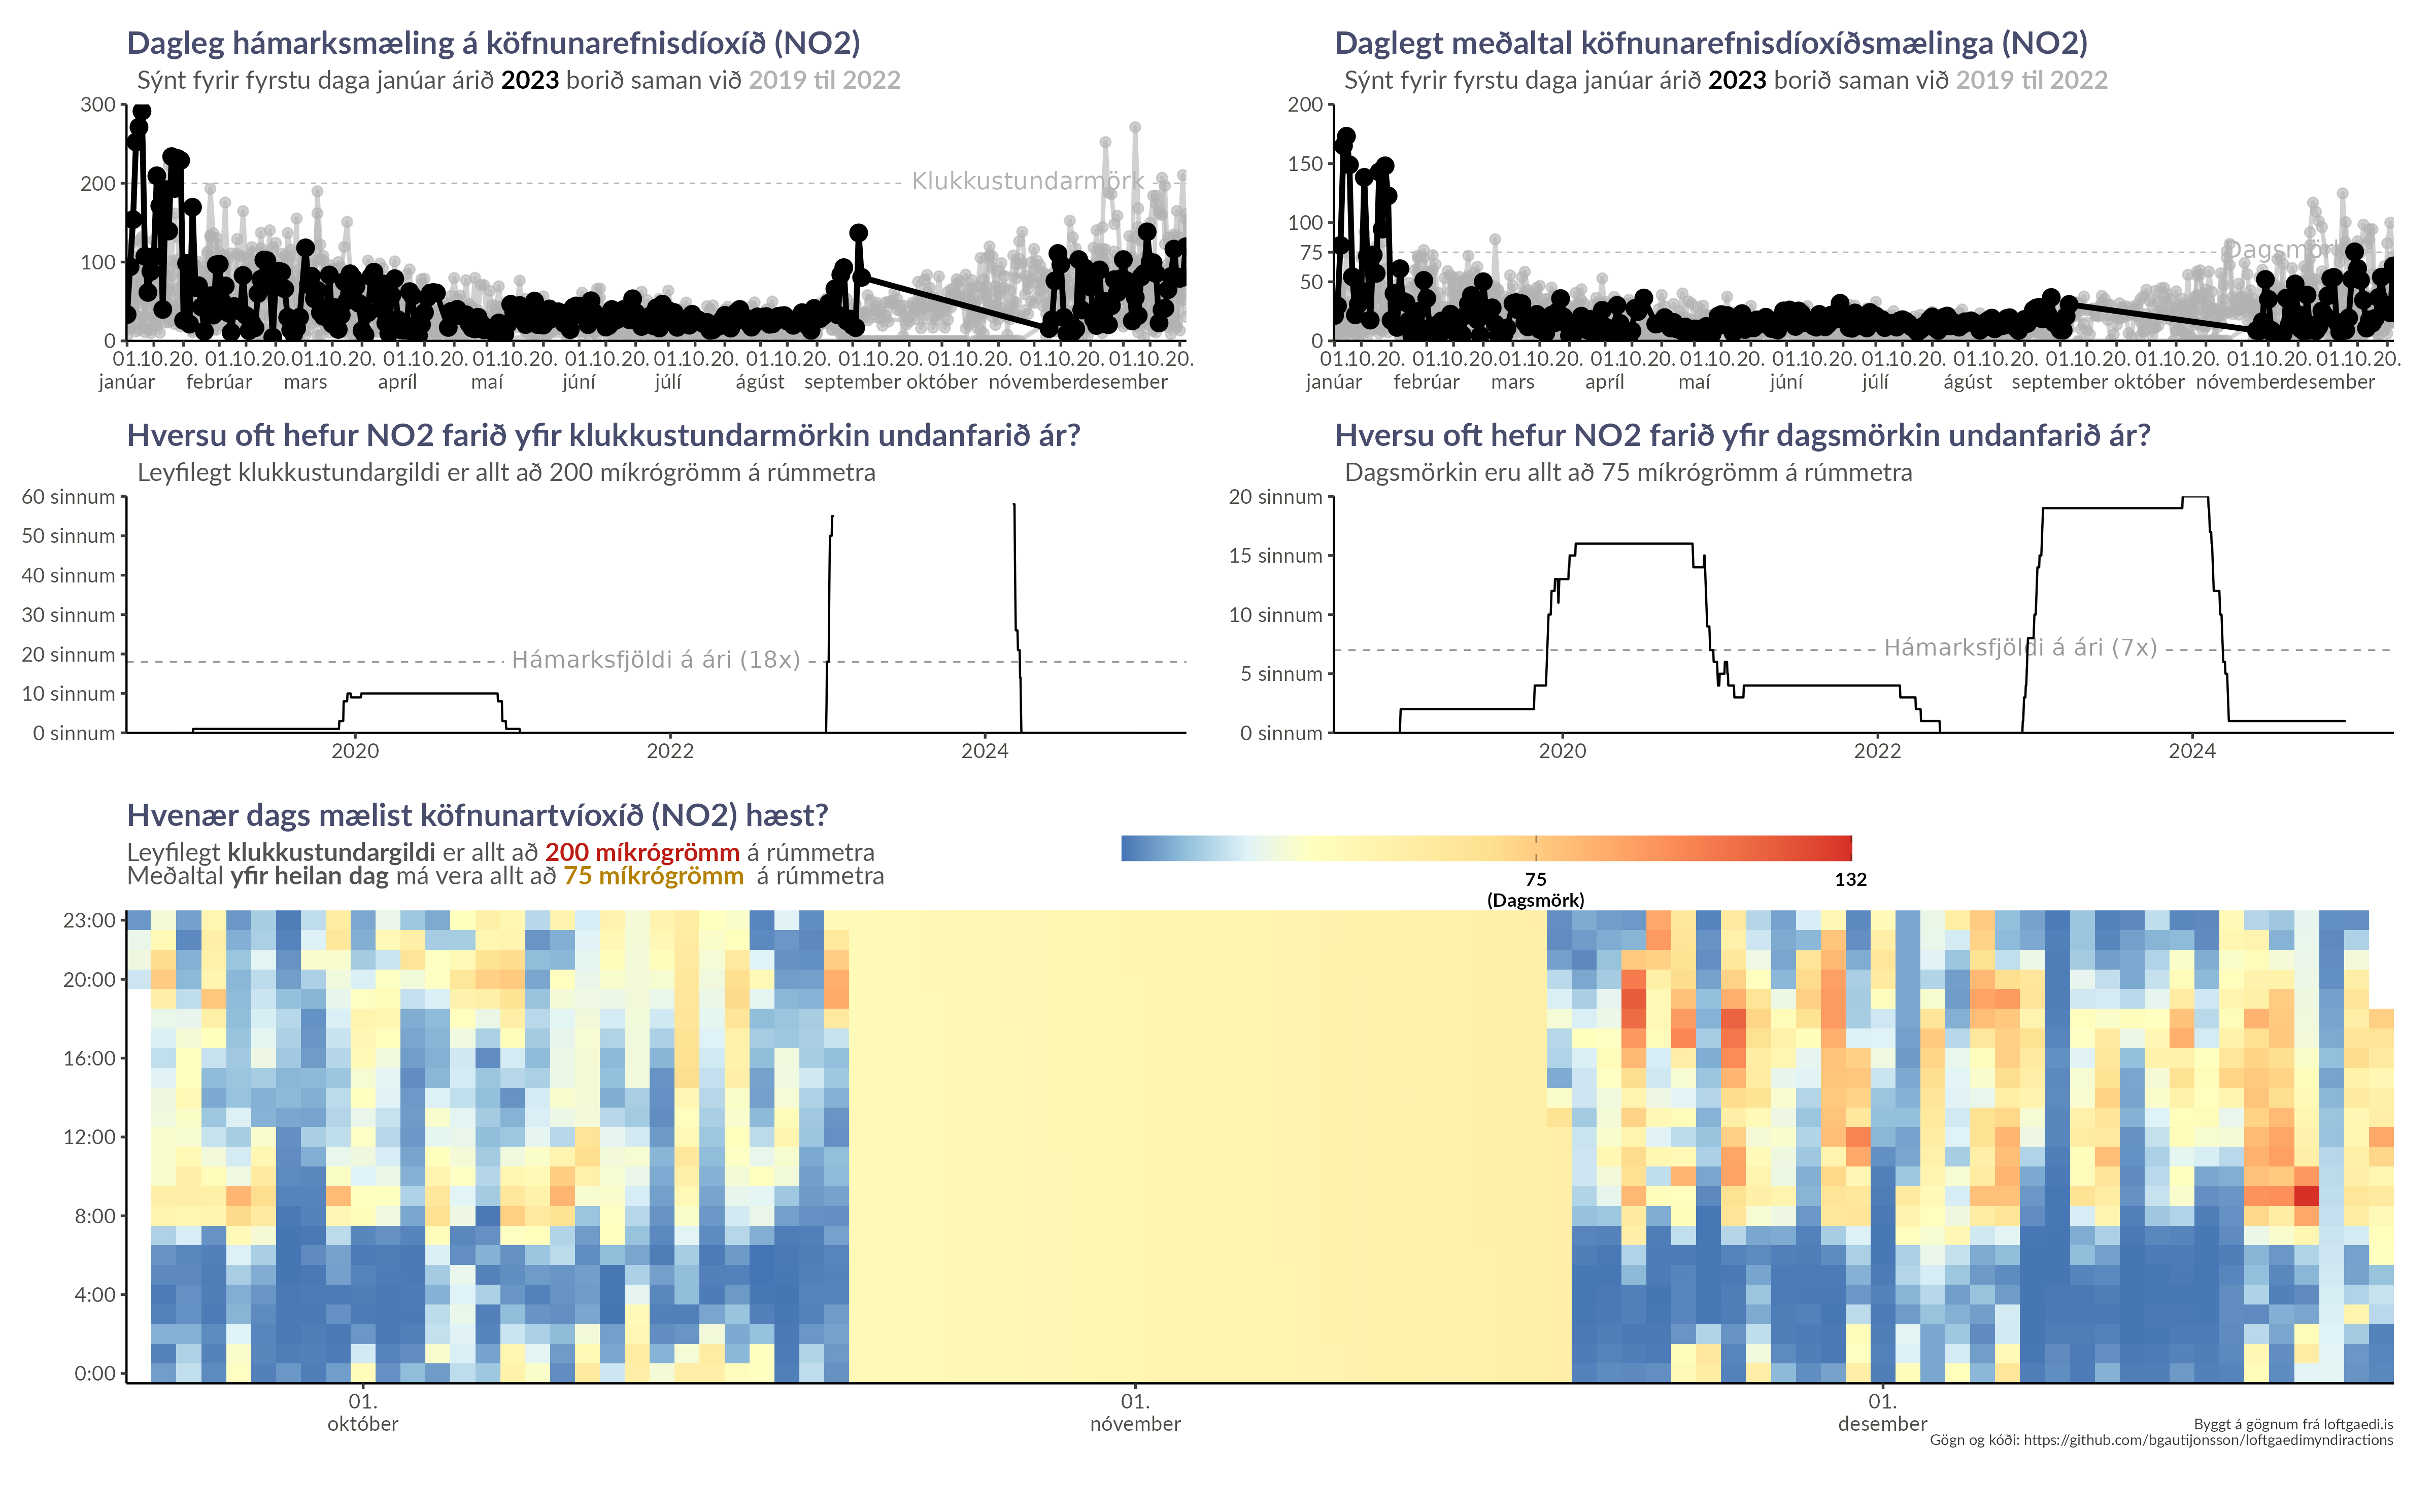 Dagleg hámarksmæling á köfnunarefnisdíoxíð (NO2)
Sýnt fyrir fyrstu daga janúar árið 2023 borið saman við 2019 til 2022
300
200
100
0
Klukkustundarmörk
01.10.20. 01.10.20. 01.10.20. 01.10.20. 01.10.20. 01.10.20. 01.10.20. 01.10.20. 01.10.20. 01.10.20. 01.10.20. 01.10.20.
janúar febrúar mars apríl maí júní júlí ágúst september október nóvember desember
Daglegt meðaltal köfnunarefnisdíoxíðsmælinga (NO2)
Sýnt fyrir fyrstu daga janúar árið 2023 borið saman við 2019 til 2022
200
150
100
75
50
0
Dagsmörk
01.10.20. 01.10.20. 01.10.20. 01.10.20. 01.10.20. 01.10.20. 01.10.20. 01.10.20. 01.10.20. 01.10.20. 01.10.20. 01.10.20.
janúar febrúar mars apríl maí júní júlí ágúst september október nóvember desember
Hversu oft hefur NO2 farið yfir klukkustundarmörkin undanfarið ár?
Leyfilegt klukkustundargildi er allt að 200 míkrógrömm á rúmmetra
60 sinnum
50 sinnum
40 sinnum
30 sinnum
20 sinnum
10 sinnum
0 sinnum
Hámarksfjöldi á ári (18x)
2020 2022 2024
Hversu oft hefur NO2 farið yfir dagsmörkin undanfarið ár?
Dagsmörkin eru allt að 75 míkrógrömm á rúmmetra
20 sinnum
15 sinnum
10 sinnum
5 sinnum
0 sinnum
Hámarksfjöldi á ári (7x)
2020 2022 2024
Hvenær dags mælist köfnunartvíoxíð (NO2) hæst?
Leyfilegt klukkustundargildi er allt að 200 míkrógrömm á rúmmetra
Meðaltal yfir heilan dag má vera allt að 75 míkrógrömm á rúmmetra
75 132
(Dagsmörk)
23:00
20:00
16:00
12:00
8:00
4:00
0:00
01. 01. 01.
október nóvember desember
Byggt á gögnum frá loftgaedi.is
Gögn og kóði: https://github.com/bgautijonsson/loftgaedimyndiractions